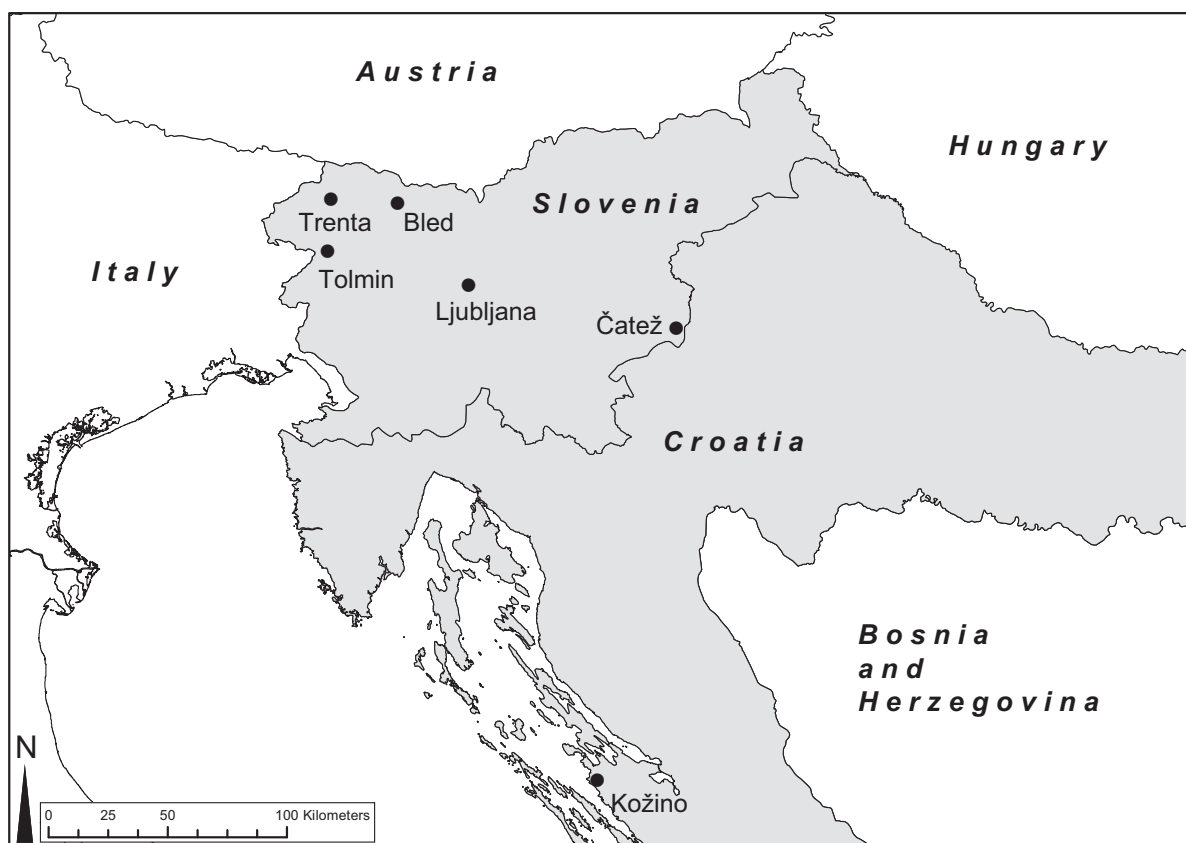 Austria
Hungary
Slovenia
Trenta
Bled
Italy
Tolmin
Ljubljana
Čatež
Croatia
Bosnia
and
Herzegovina
N
Kožino
0 25 50 100 Kilometers